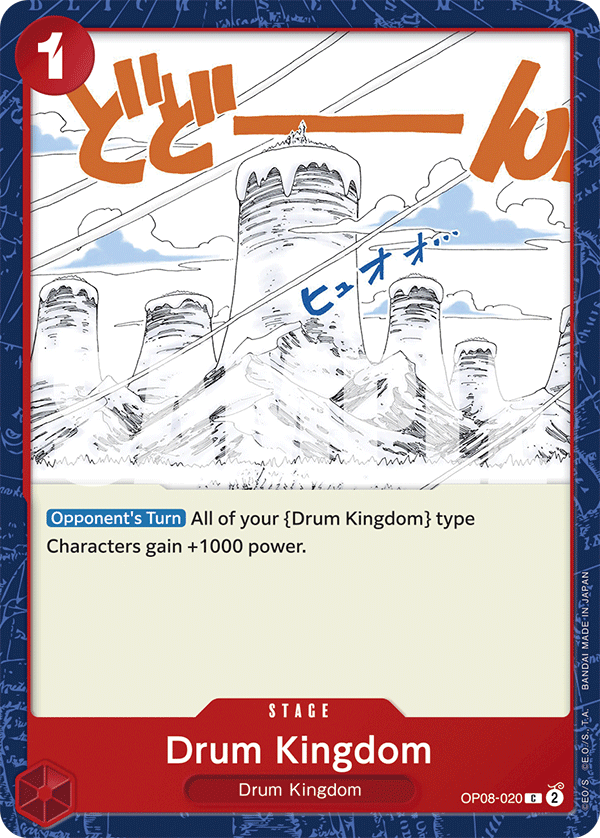 1
どどーん
ヒュオオ…
Opponent's Turn All of your {Drum Kingdom} type
Characters gain +1000 power.
STAGE
Drum Kingdom
Drum Kingdom
OP08-020 C 2
©E.O./S. ©E.O./S.,T.A. BANDAI MADE IN JAPAN